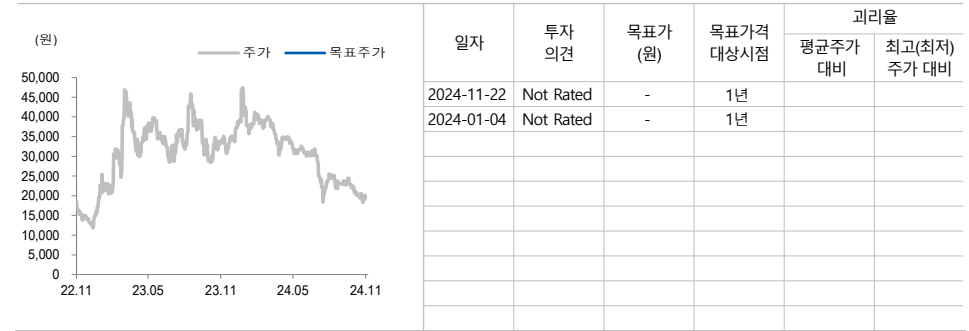 (원)
주가 목표주가
50,000
45,000
40,000
35,000
30,000
25,000
20,000
15,000
10,000
5,000
0
22.11 23.05 23.11 24.05 24.11
일자 투자 의견 목표가 (원) 목표가격 대상시점 괴리율
평균주가 대비 최고(최저) 주가 대비
2024-11-22 Not Rated - 1년
2024-01-04 Not Rated - 1년